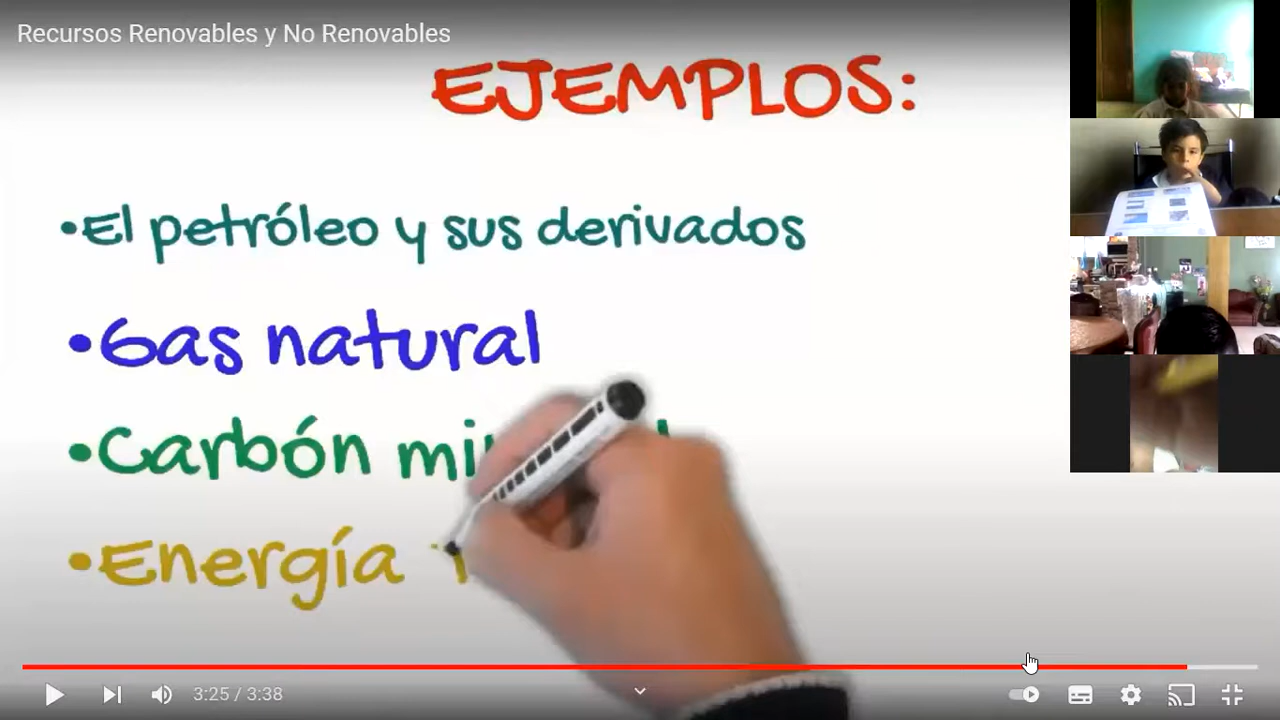 Recursos Renovables y No Renovables
EJEMPLOS:
•El petróleo y sus derivados
•Gas natural
•Carbón
•Energía
3:25 / 3:38